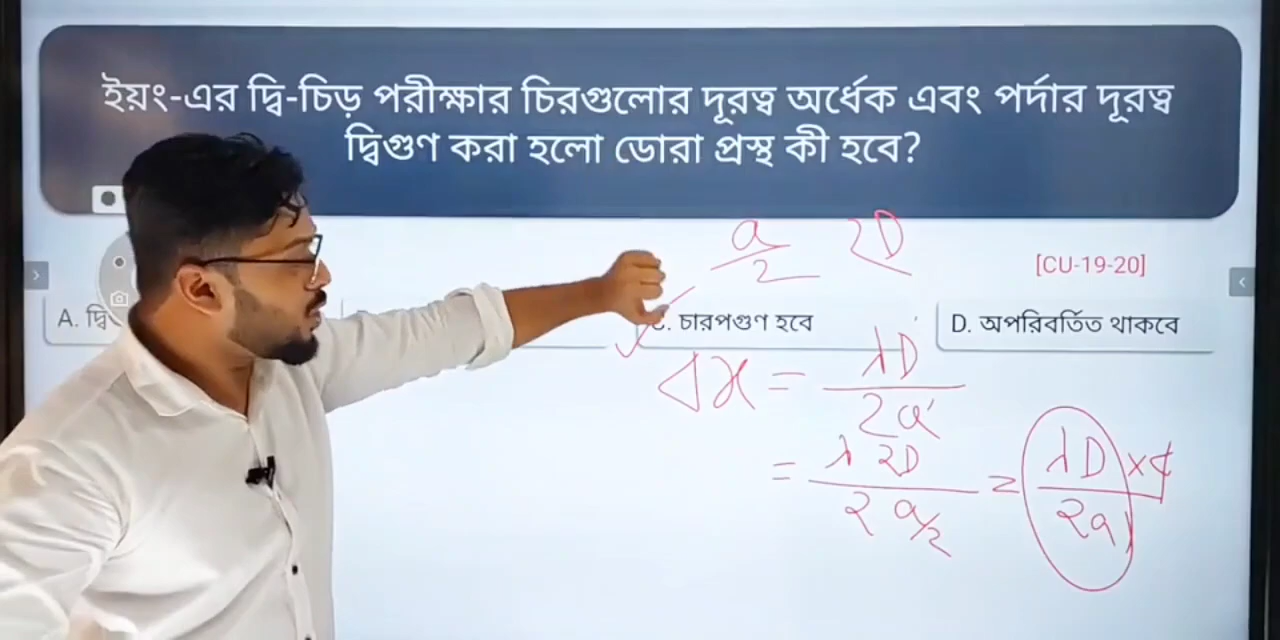 ইয়ং-এর দ্বি-চিড় পরীক্ষার চিরগুলোর দূরত্ব অর্ধেক এবং পর্দার দূরত্ব
দ্বিগুণ করা হলো ডোরা প্রস্থ কী হবে?
a/2 2D
[CU-19-20]
A. দ্বি
C. চারপগুণ হবে
D. অপরিবর্তিত থাকবে
Δx = λD'/2a'
= λ2D/2a/2 = λD/2a × 4